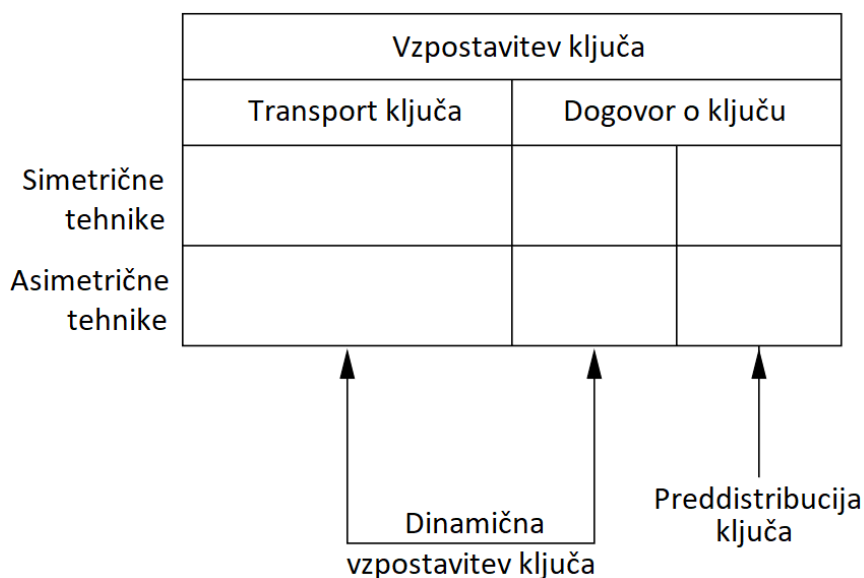 Vzpostavitev ključa
Transport ključa
Dogovor o ključu
Simetrične
tehnike
Asimetrične
tehnike
Dinamična
vzpostavitev ključa
Preddistribucija
ključa